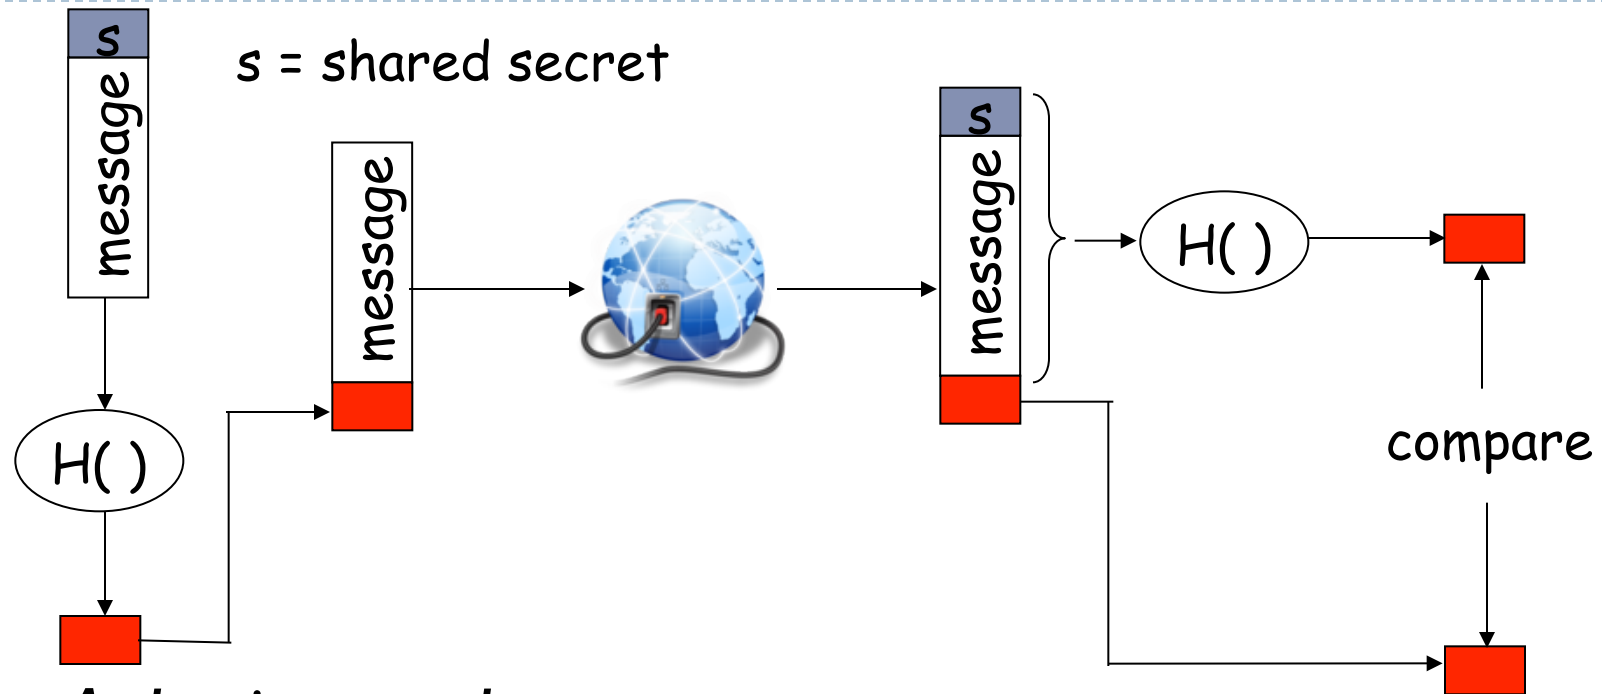 s
message
s = shared secret
message
s
message
H( )
compare
H( )